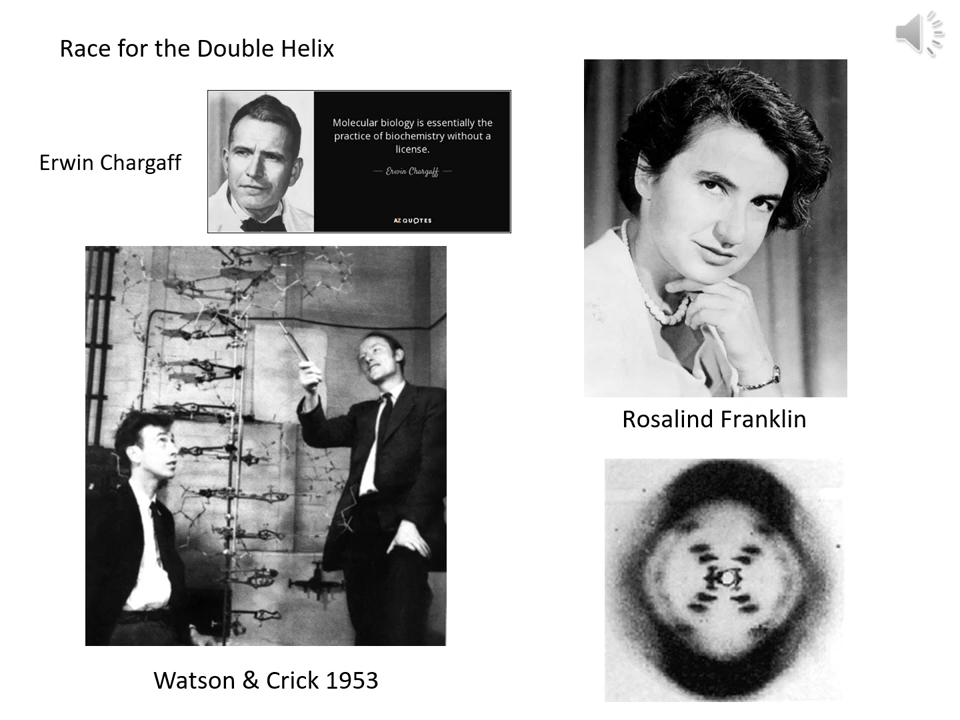 Race for the Double Helix
Erwin Chargaff
Molecular biology is essentially the
practice of biochemistry without a
license.
— Erwin Chargaff —
AZ QUOTES
Rosalind Franklin
Watson & Crick 1953